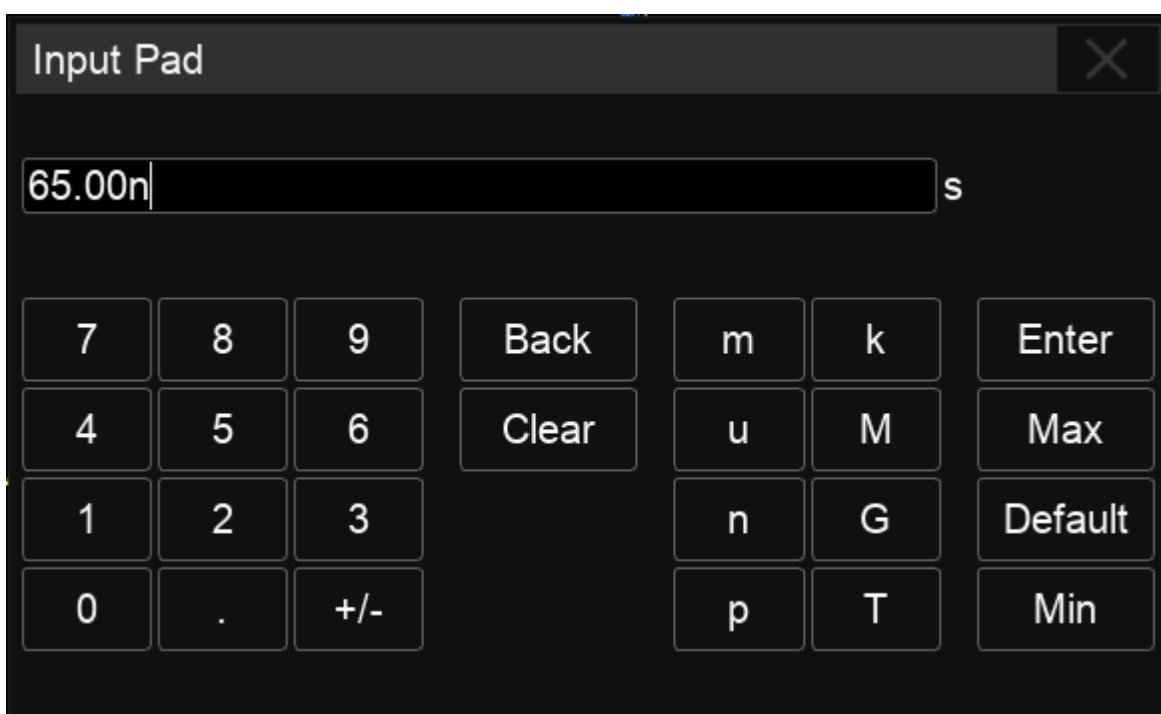 Input Pad
65.00n s
7 8 9 Back m k Enter
4 5 6 Clear u M Max
1 2 3 n G Default
0 . +/- p T Min